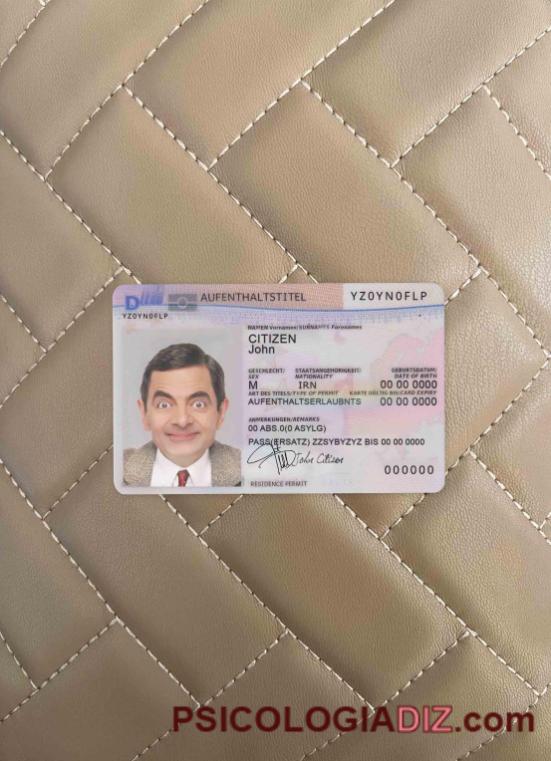 D AUFENTHALTSTITEL YZ0YN0FLP
YZ0YN0FLP
NAMEN Vornamen/SURNAMES Forenames
CITIZEN
John
GESCHLECHT/ STAATSANGEHÖRIGKEIT/ GEBURTSDATUM/
SEX NATIONALITY DATE OF BIRTH
M IRN 00 00 0000
ART DES TITELS/TYPE OF PERMIT KARTE GÜLTIG BIS/CARD EXPIRY
AUFENTHALTSERLAUBNTS 00 00 0000
ANMERKUNGEN/REMARKS
00 ABS.0(0 ASYLG)
PASS(ERSATZ) ZZSYBYZYZ BIS 00 00 0000
John Citizen
000000
RESIDENCE PERMIT
PSICOLOGIADIZ.com